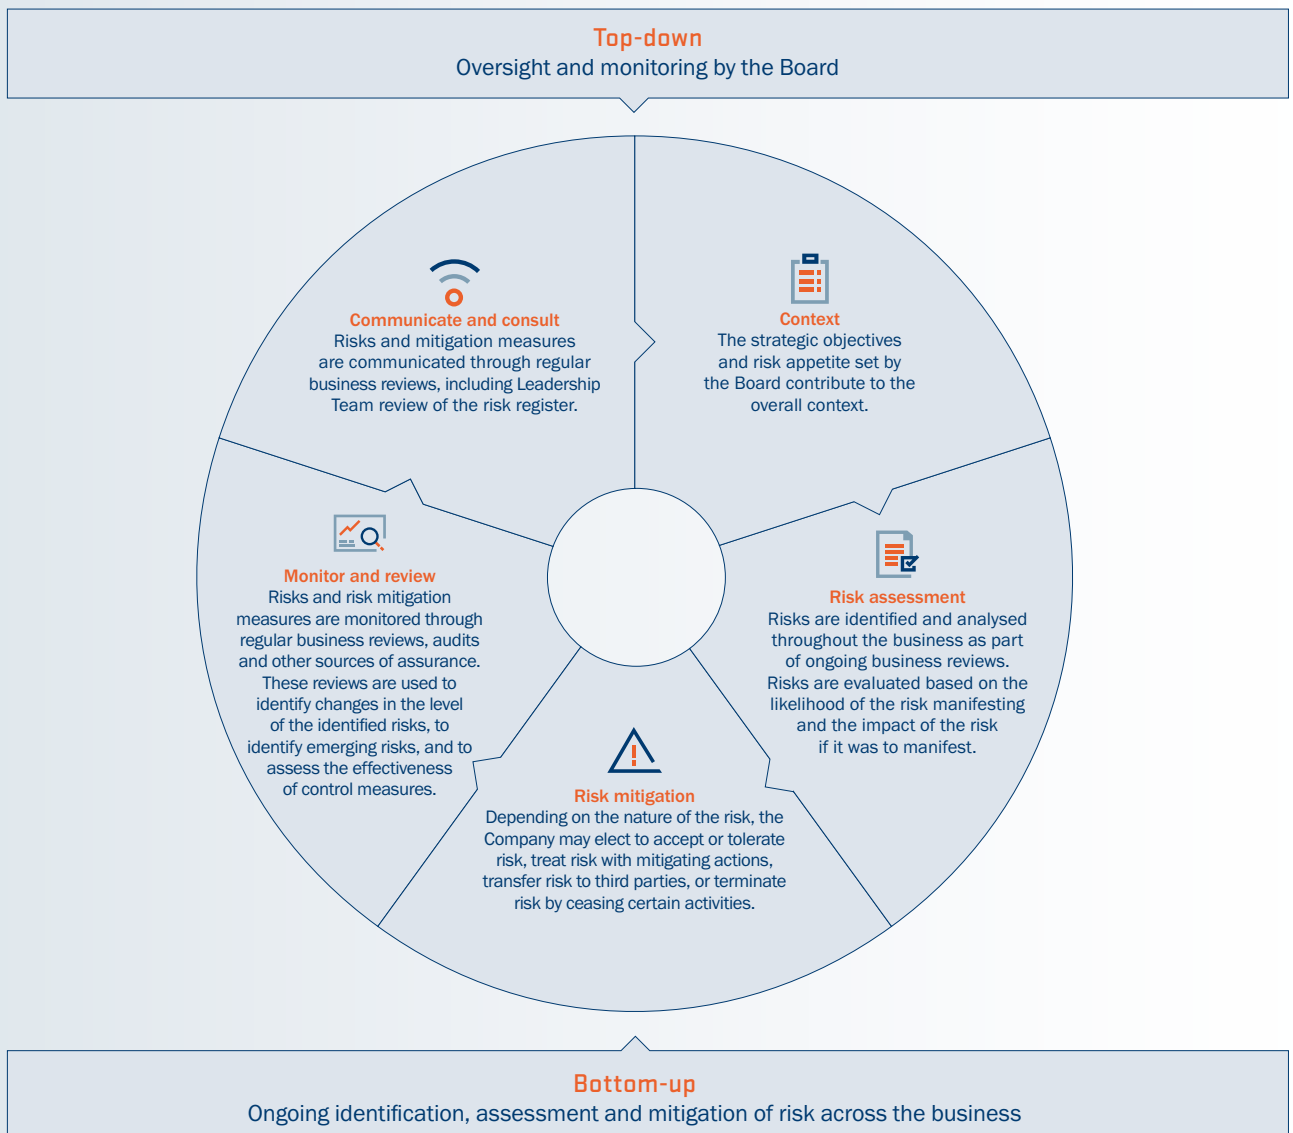 Top-down
Oversight and monitoring by the Board
Communicate and consult
Risks and mitigation measures
are communicated through regular
business reviews, including Leadership
Team review of the risk register.
Context
The strategic objectives
and risk appetite set by
the Board contribute to the
overall context.
Monitor and review
Risks and risk mitigation
measures are monitored through
regular business reviews, audits
and other sources of assurance.
These reviews are used to
identify changes in the level
of the identified risks, to
identify emerging risks, and to
assess the effectiveness
of control measures.
Risk assessment
Risks are identified and analysed
throughout the business as part
of ongoing business reviews.
Risks are evaluated based on the
likelihood of the risk manifesting
and the impact of the risk
if it was to manifest.
Risk mitigation
Depending on the nature of the risk, the
Company may elect to accept or tolerate
risk, treat risk with mitigating actions,
transfer risk to third parties, or terminate
risk by ceasing certain activities.
Bottom-up
Ongoing identification, assessment and mitigation of risk across the business